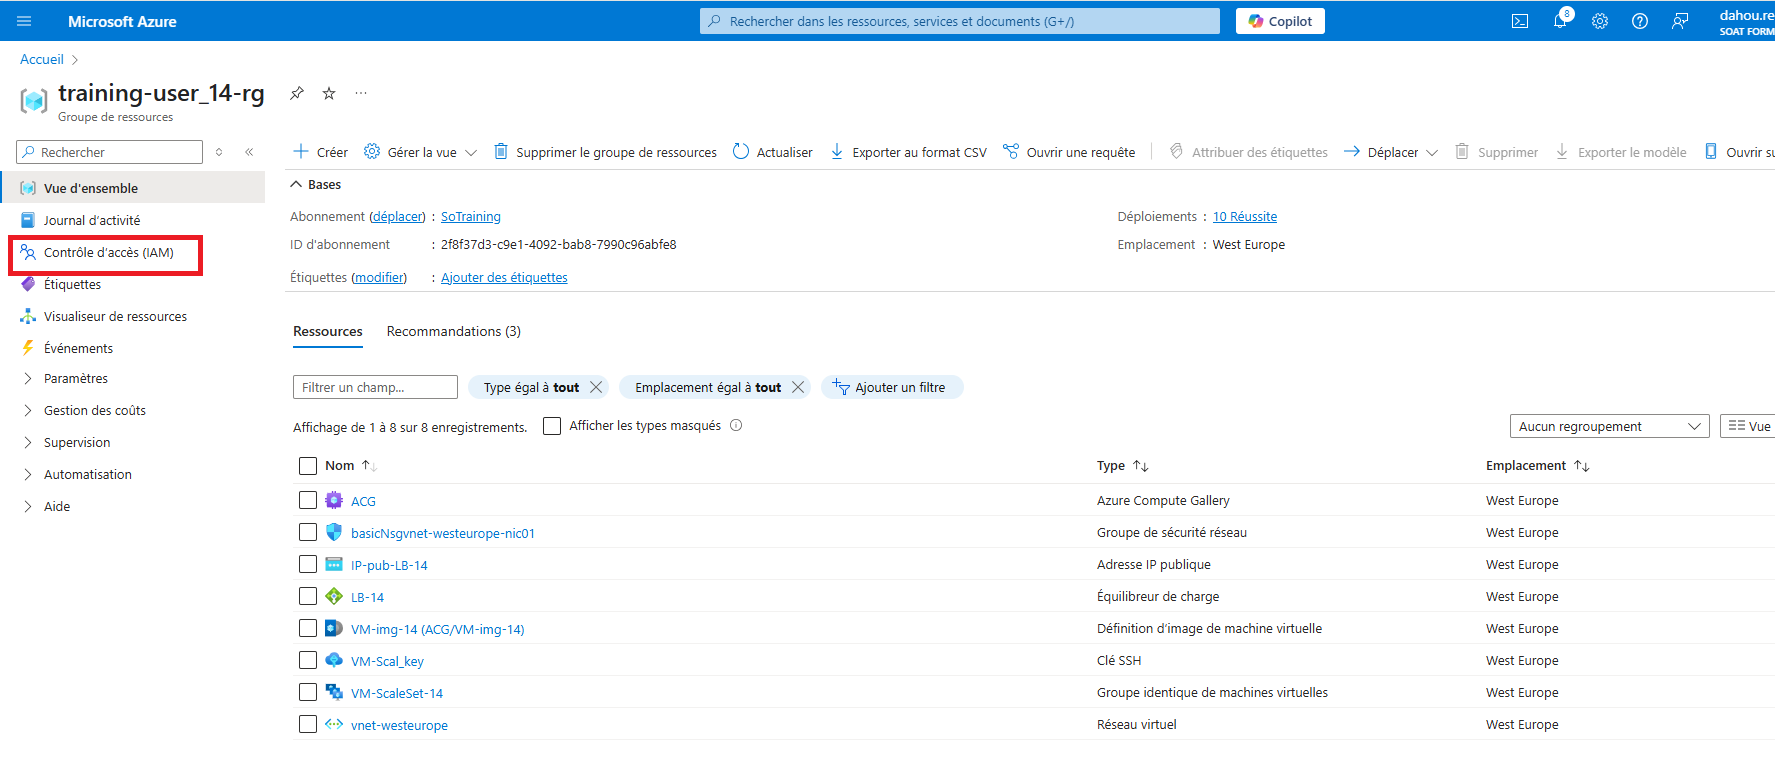 Microsoft Azure
Rechercher dans les ressources, services et documents (G+/)
Copilot
8
dahou.re
SOAT FORM
Accueil
training-user_14-rg
Groupe de ressources
Rechercher
Créer
Gérer la vue
Supprimer le groupe de ressources
Actualiser
Exporter au format CSV
Ouvrir une requête
Attribuer des étiquettes
Déplacer
Supprimer
Exporter le modèle
Ouvrir su
Vue d'ensemble
Journal d'activité
Contrôle d'accès (IAM)
Étiquettes
Visualiseur de ressources
Événements
Paramètres
Gestion des coûts
Supervision
Automatisation
Aide
Bases
Abonnement (déplacer) : SoTraining
ID d'abonnement : 2f8f37d3-c9e1-4092-bab8-7990c96abfe8
Étiquettes (modifier) : Ajouter des étiquettes
Déploiements : 10 Réussite
Emplacement : West Europe
Ressources
Recommandations (3)
Filtrer un champ...
Type égal à tout
Emplacement égal à tout
Ajouter un filtre
Affichage de 1 à 8 sur 8 enregistrements.
Afficher les types masqués
Aucun regroupement
Vue
Nom Type Emplacement
ACG Azure Compute Gallery West Europe
basicNsgvnet-westeurope-nic01 Groupe de sécurité réseau West Europe
IP-pub-LB-14 Adresse IP publique West Europe
LB-14 Équilibreur de charge West Europe
VM-img-14 (ACG/VM-img-14) Définition d'image de machine virtuelle West Europe
VM-Scal_key Clé SSH West Europe
VM-ScaleSet-14 Groupe identique de machines virtuelles West Europe
vnet-westeurope Réseau virtuel West Europe